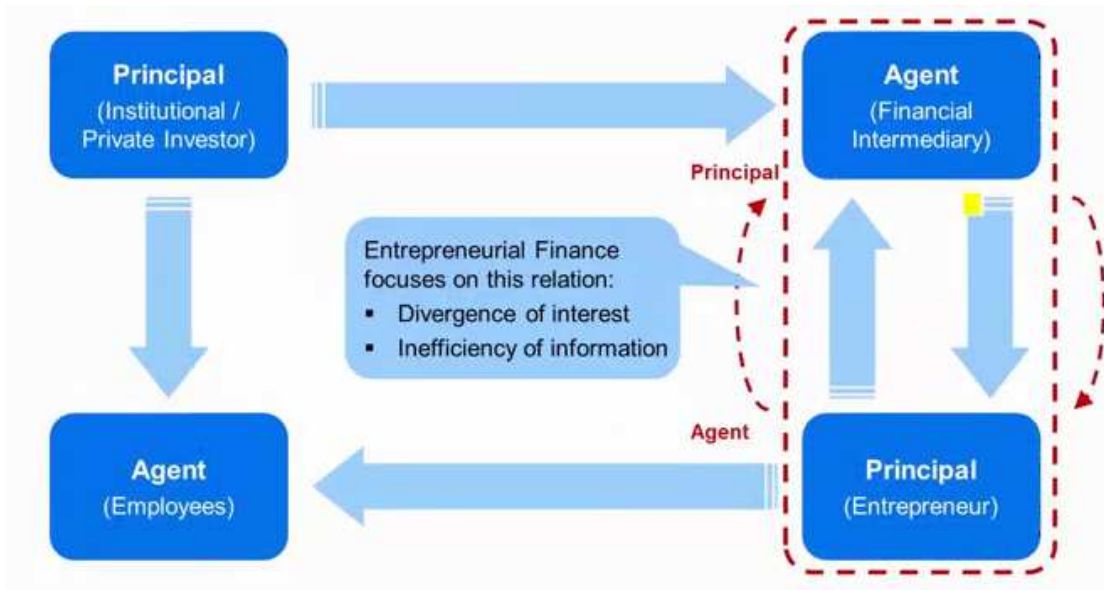 Principal
(Institutional /
Private Investor)
Agent
(Financial
Intermediary)
Principal
Entrepreneurial Finance
focuses on this relation:
▪ Divergence of interest
▪ Inefficiency of information
Agent
Agent
(Employees)
Principal
(Entrepreneur)